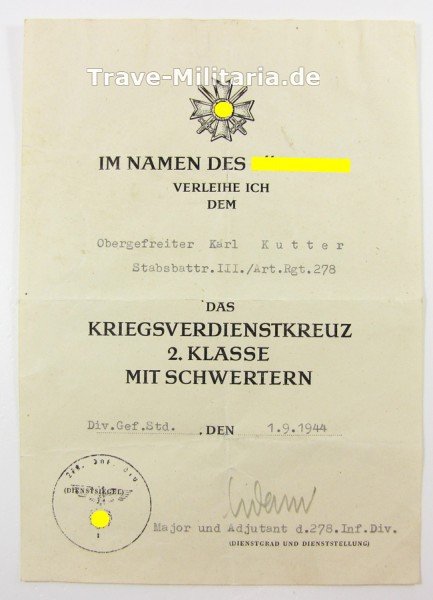 Trave-Militaria.de
IM NAMEN DES
VERLEIHE ICH
DEM
Obergefreiter Karl Kutter
Stabsbattr.III./Art.Rgt.278
DAS
KRIEGSVERDIENSTKREUZ
2. KLASSE
MIT SCHWERTERN
Div.Gef.Std. , DEN 1.9.1944
(DIENSTSIEGEL)
Major und Adjutant d.278.Inf.Div.
(DIENSTGRAD UND DIENSTSTELLUNG)